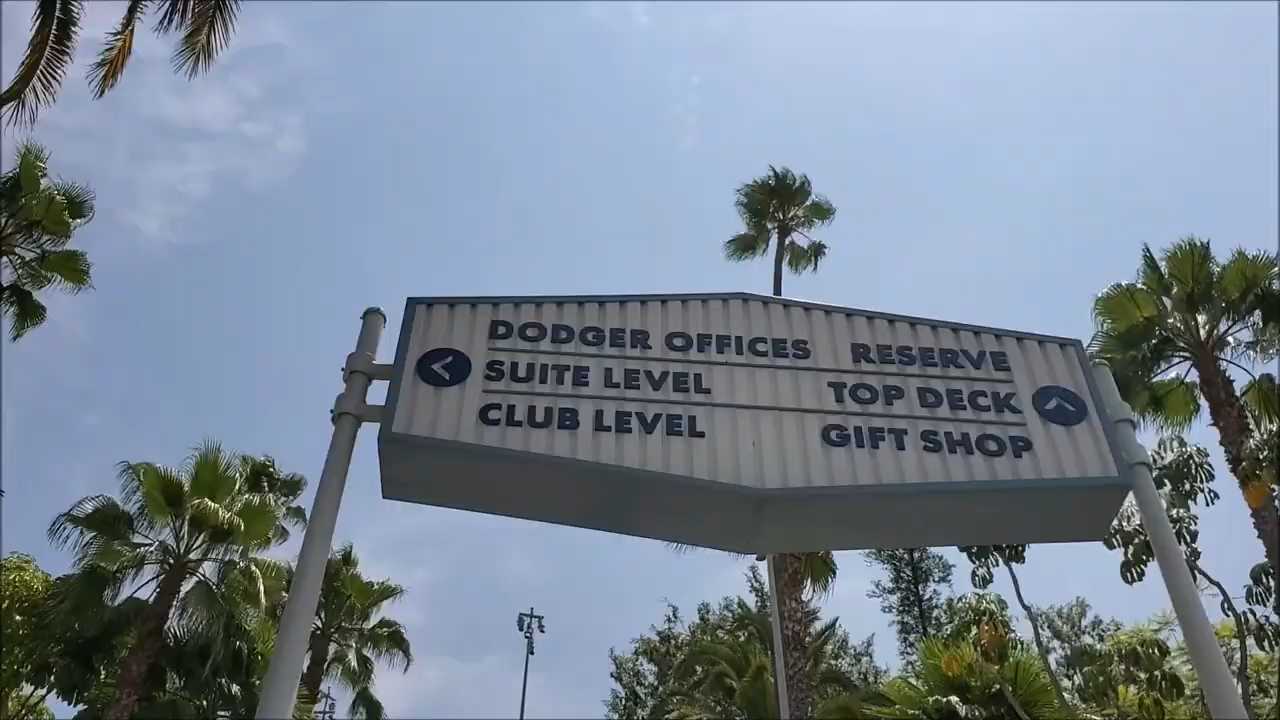 DODGER OFFICES
SUITE LEVEL
CLUB LEVEL
RESERVE
TOP DECK
GIFT SHOP